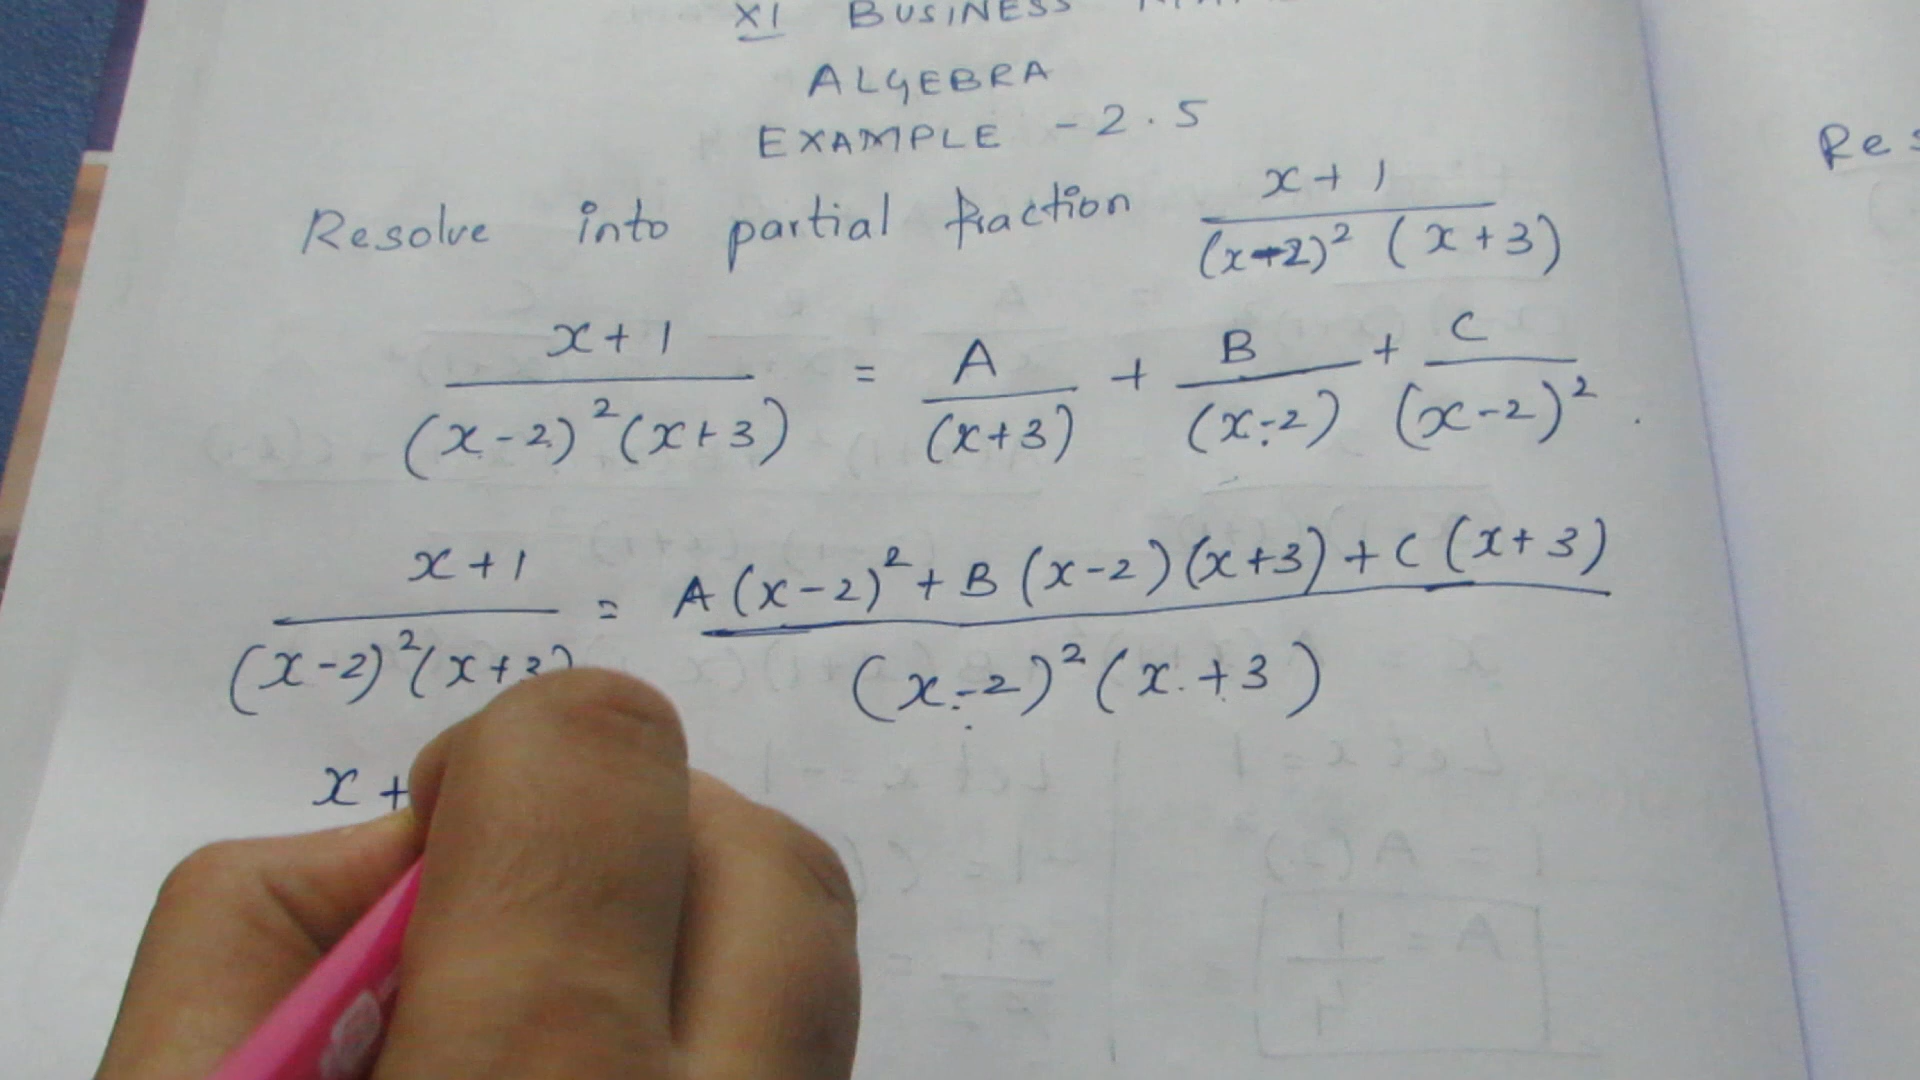 XI BUSINESS
ALGEBRA
EXAMPLE - 2.5
Resolve into partial fraction x+1 / (x-2)² (x+3)
x+1 / (x-2)²(x+3) = A / (x+3) + B / (x-2) + C / (x-2)²
x+1 / (x-2)²(x+3) = A(x-2)² + B(x-2)(x+3) + C(x+3) / (x-2)²(x+3)
x+